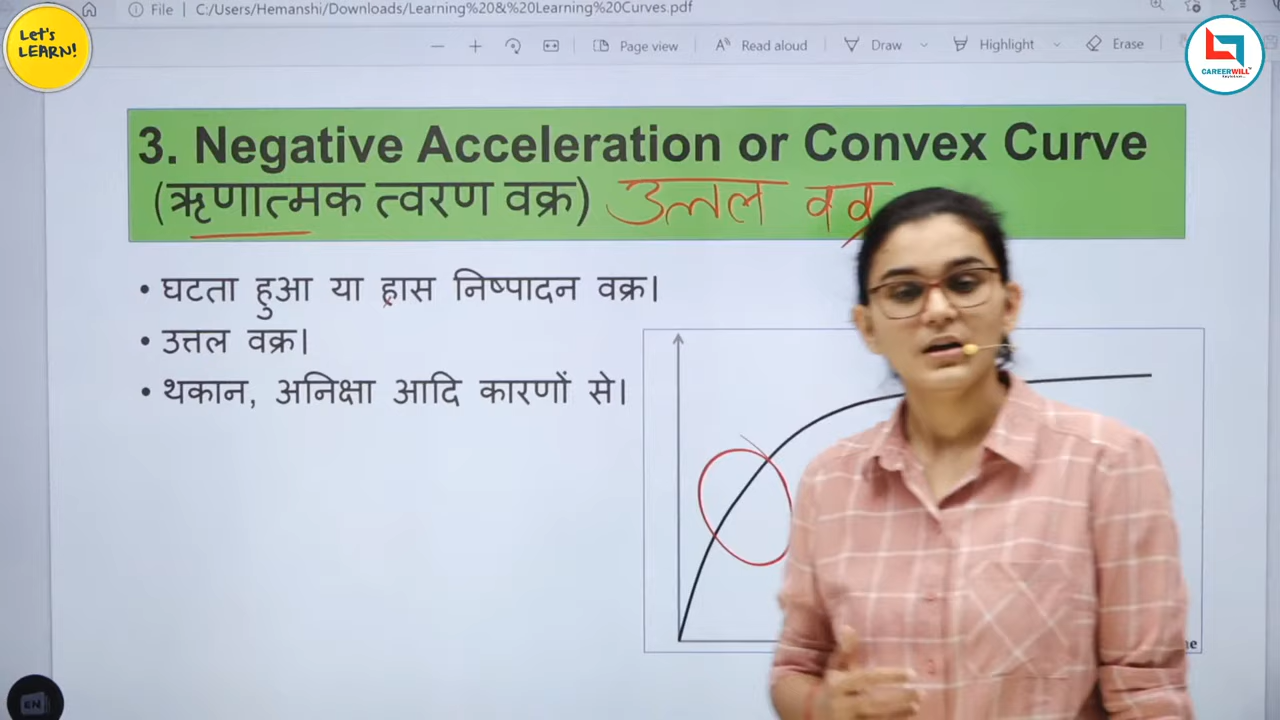 Let's
LEARN!
File | C:/Users/Hemanshi/Downloads/Learning%20&%20Learning%20Curves.pdf
Page view
Read aloud
Draw
Highlight
Erase
CAREERWILL
3. Negative Acceleration or Convex Curve
(ऋणात्मक त्वरण वक्र) उत्तल वक्र
• घटता हुआ या ह्रास निष्पादन वक्र।
• उत्तल वक्र।
• थकान, अनिक्षा आदि कारणों से।
EN